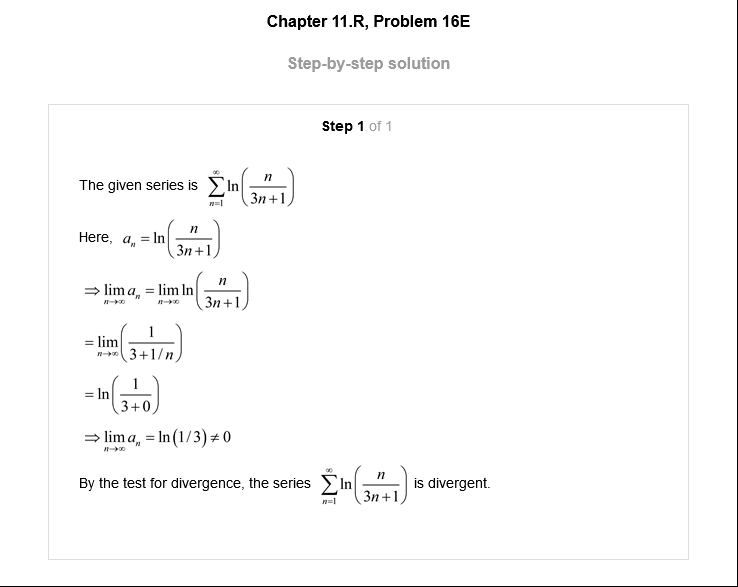 Chapter 11.R, Problem 16E
Step-by-step solution
Step 1 of 1
The given series is $\sum_{n=1}^{\infty} \ln\left(\frac{n}{3n+1}\right)$
Here, $a_n = \ln\left(\frac{n}{3n+1}\right)$
$\Rightarrow \lim_{n\to\infty} a_n = \lim_{n\to\infty} \ln\left(\frac{n}{3n+1}\right)$
$= \lim_{n\to\infty} \left(\frac{1}{3+1/n}\right)$
$= \ln\left(\frac{1}{3+0}\right)$
$\Rightarrow \lim_{n\to\infty} a_n = \ln(1/3) \neq 0$
By the test for divergence, the series $\sum_{n=1}^{\infty} \ln\left(\frac{n}{3n+1}\right)$ is divergent.